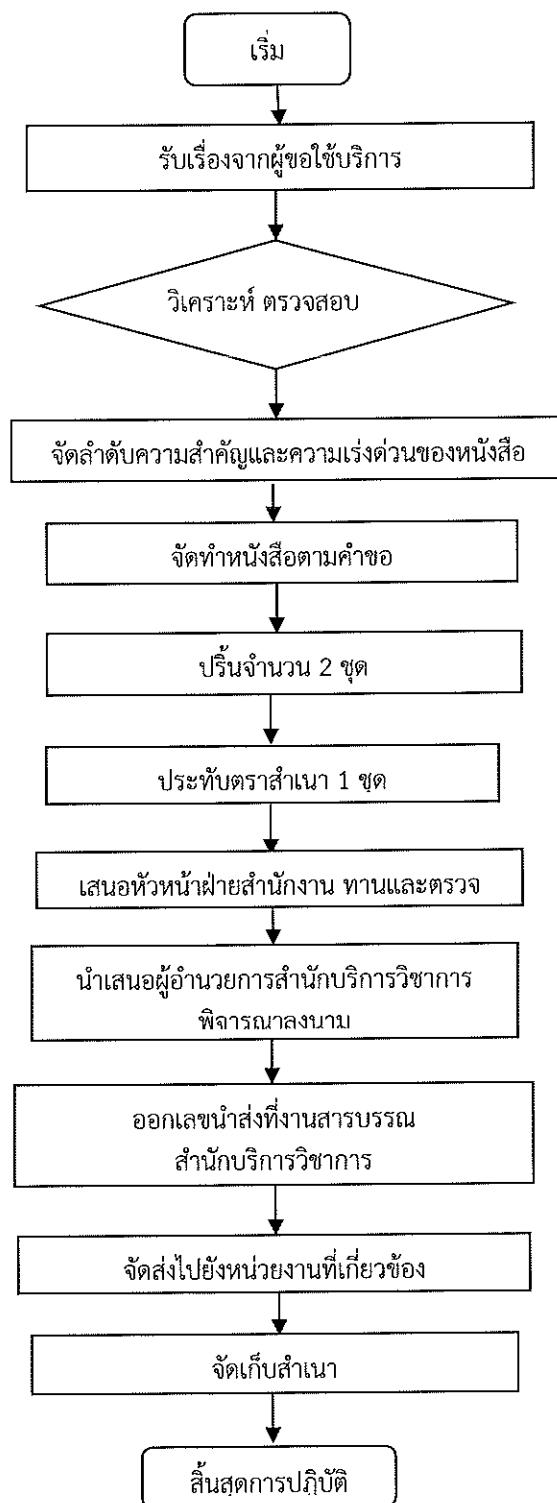 เริ่ม
รับเรื่องจากผู้ขอใช้บริการ
วิเคราะห์ ตรวจสอบ
จัดลำดับความสำคัญและความเร่งด่วนของหนังสือ
จัดทำหนังสือตามคำขอ
ปริ้นจำนวน 2 ชุด
ประทับตราสำเนา 1 ชุด
เสนอหัวหน้าฝ่ายสำนักงาน ทานและตรวจ
นำเสนอผู้อำนวยการสำนักบริการวิชาการ
พิจารณาลงนาม
ออกเลขนำส่งที่งานสารบรรณ
สำนักบริการวิชาการ
จัดส่งไปยังหน่วยงานที่เกี่ยวข้อง
จัดเก็บสำเนา
สิ้นสุดการปฏิบัติ